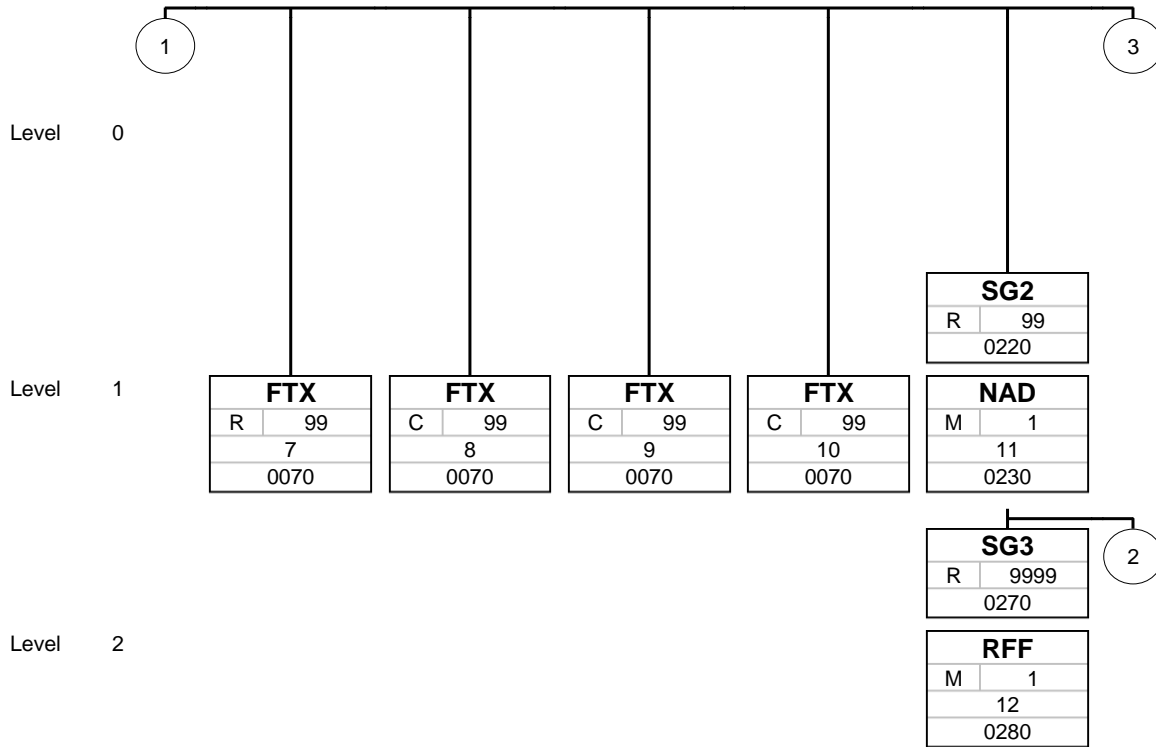 1
3
Level 0
SG2
R 99
0220
Level 1
FTX FTX FTX FTX NAD
R 99 C 99 C 99 C 99 M 1
7 8 9 10 11
0070 0070 0070 0070 0230
SG3
2
R 9999
0270
Level 2
RFF
M 1
12
0280